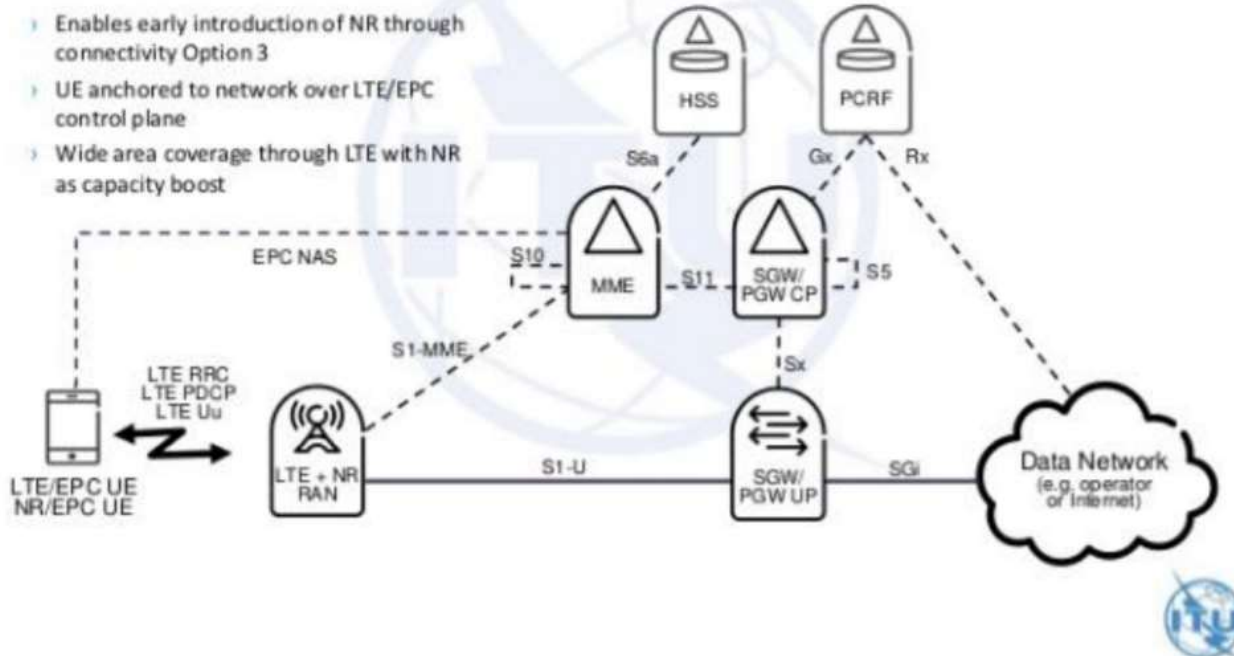 Enables early introduction of NR through
connectivity Option 3
UE anchored to network over LTE/EPC
control plane
Wide area coverage through LTE with NR
as capacity boost
HSS
PCRF
S6a
Gx
Rx
EPC NAS
S10
MME
S11
SGW/
PGW CP
S5
S1-MME
Sx
LTE RRC
LTE PDCP
LTE Uu
LTE/EPC UE
NR/EPC UE
LTE + NR
RAN
S1-U
SGW/
PGW UP
SGi
Data Network
(e.g. operator
or Internet)
ITU
ITU